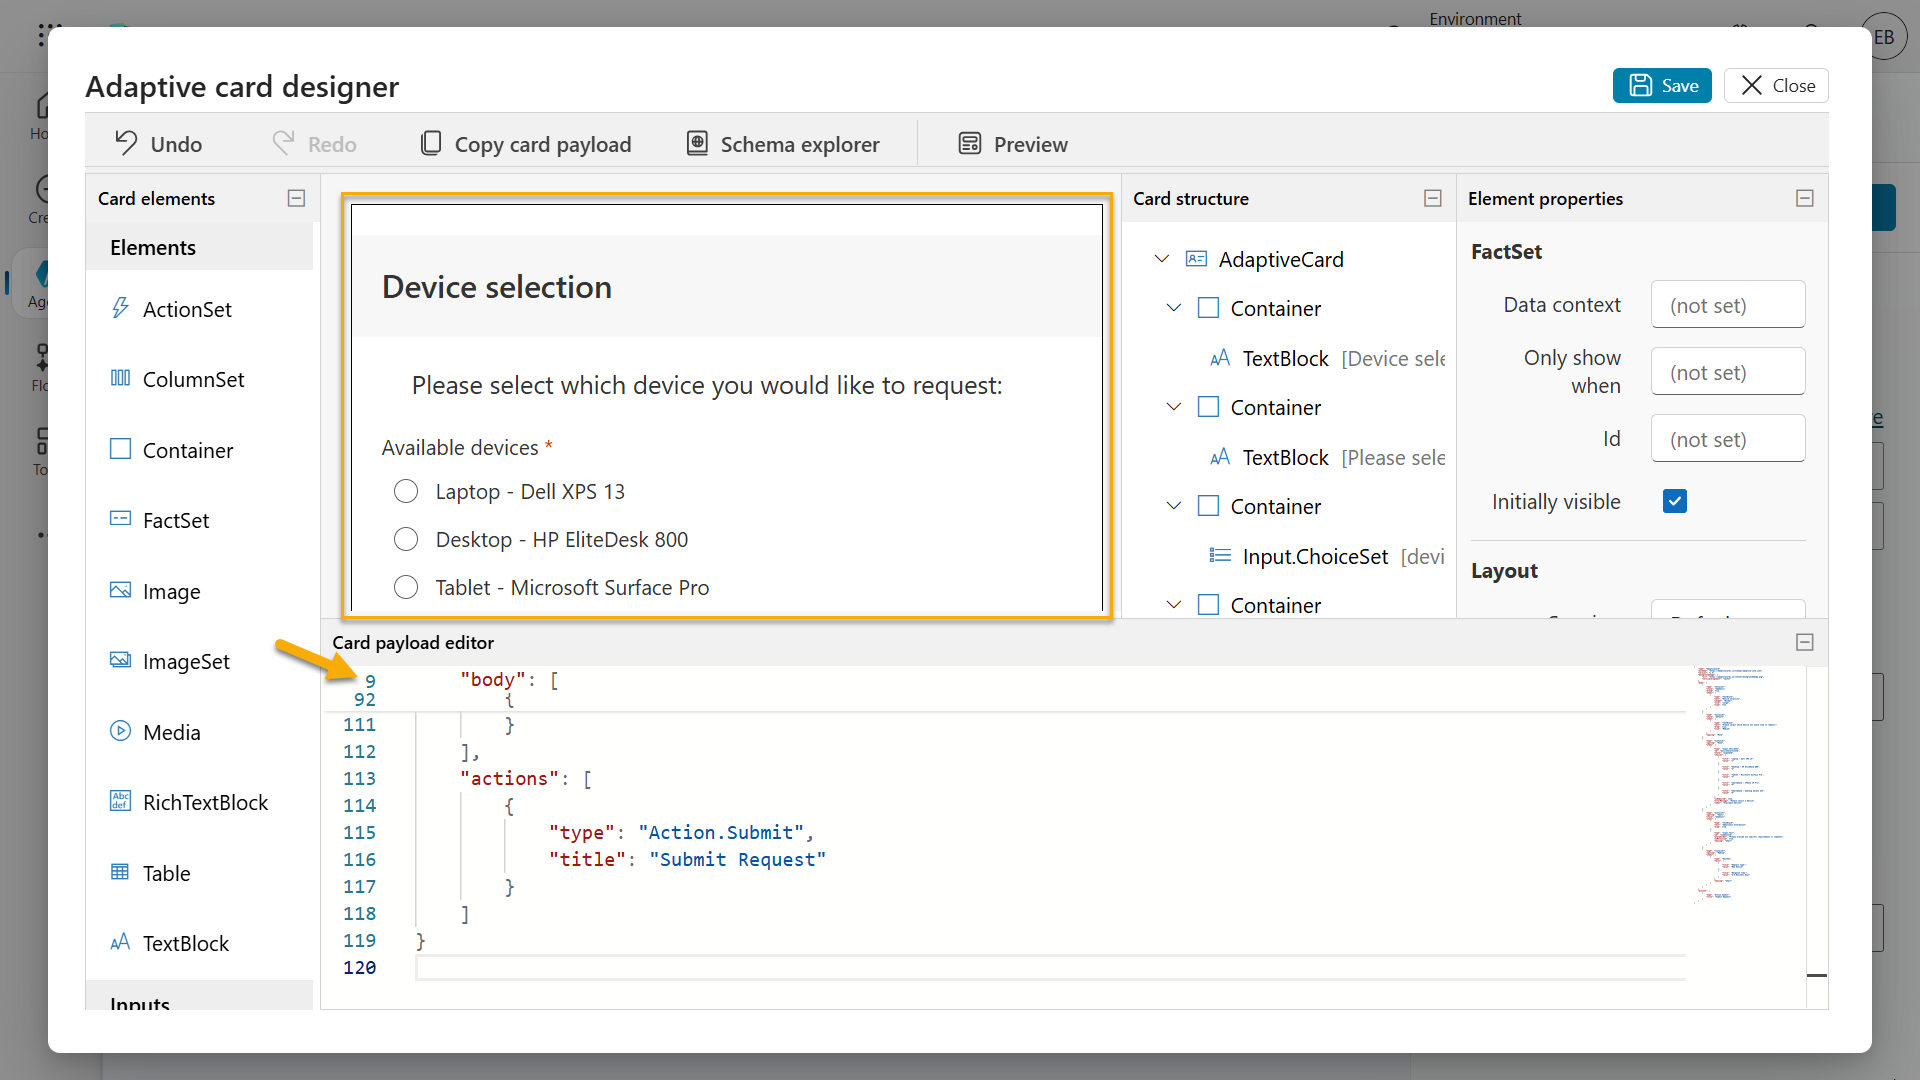 Environment
EB
Adaptive card designer
Save
Close
Undo
Redo
Copy card payload
Schema explorer
Preview
Card elements
Elements
ActionSet
ColumnSet
Container
FactSet
Image
ImageSet
Media
RichTextBlock
Table
TextBlock
Inputs
Device selection
Please select which device you would like to request:
Available devices *
Laptop - Dell XPS 13
Desktop - HP EliteDesk 800
Tablet - Microsoft Surface Pro
Card structure
AdaptiveCard
Container
TextBlock [Device sele
Container
TextBlock [Please sele
Container
Input.ChoiceSet [devi
Container
Element properties
FactSet
Data context (not set)
Only show when (not set)
Id (not set)
Initially visible
Layout
Card payload editor
9 "body": [
92 {
111 }
112 ],
113 "actions": [
114 {
115 "type": "Action.Submit",
116 "title": "Submit Request"
117 }
118 ]
119 }
120